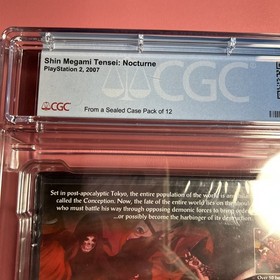 Shin Megami Tensei: Nocturne
PlayStation 2, 2007
CGC
CGC
From a Sealed Case Pack of 12
Set in post-apocalyptic Tokyo, the entire population of the world is
called the Conception. Now, the fate of the entire world lies on the
who must battle his way through opposing demonic forces to bring
...or possibly become the harbinger of its destruction.
Over 50 h